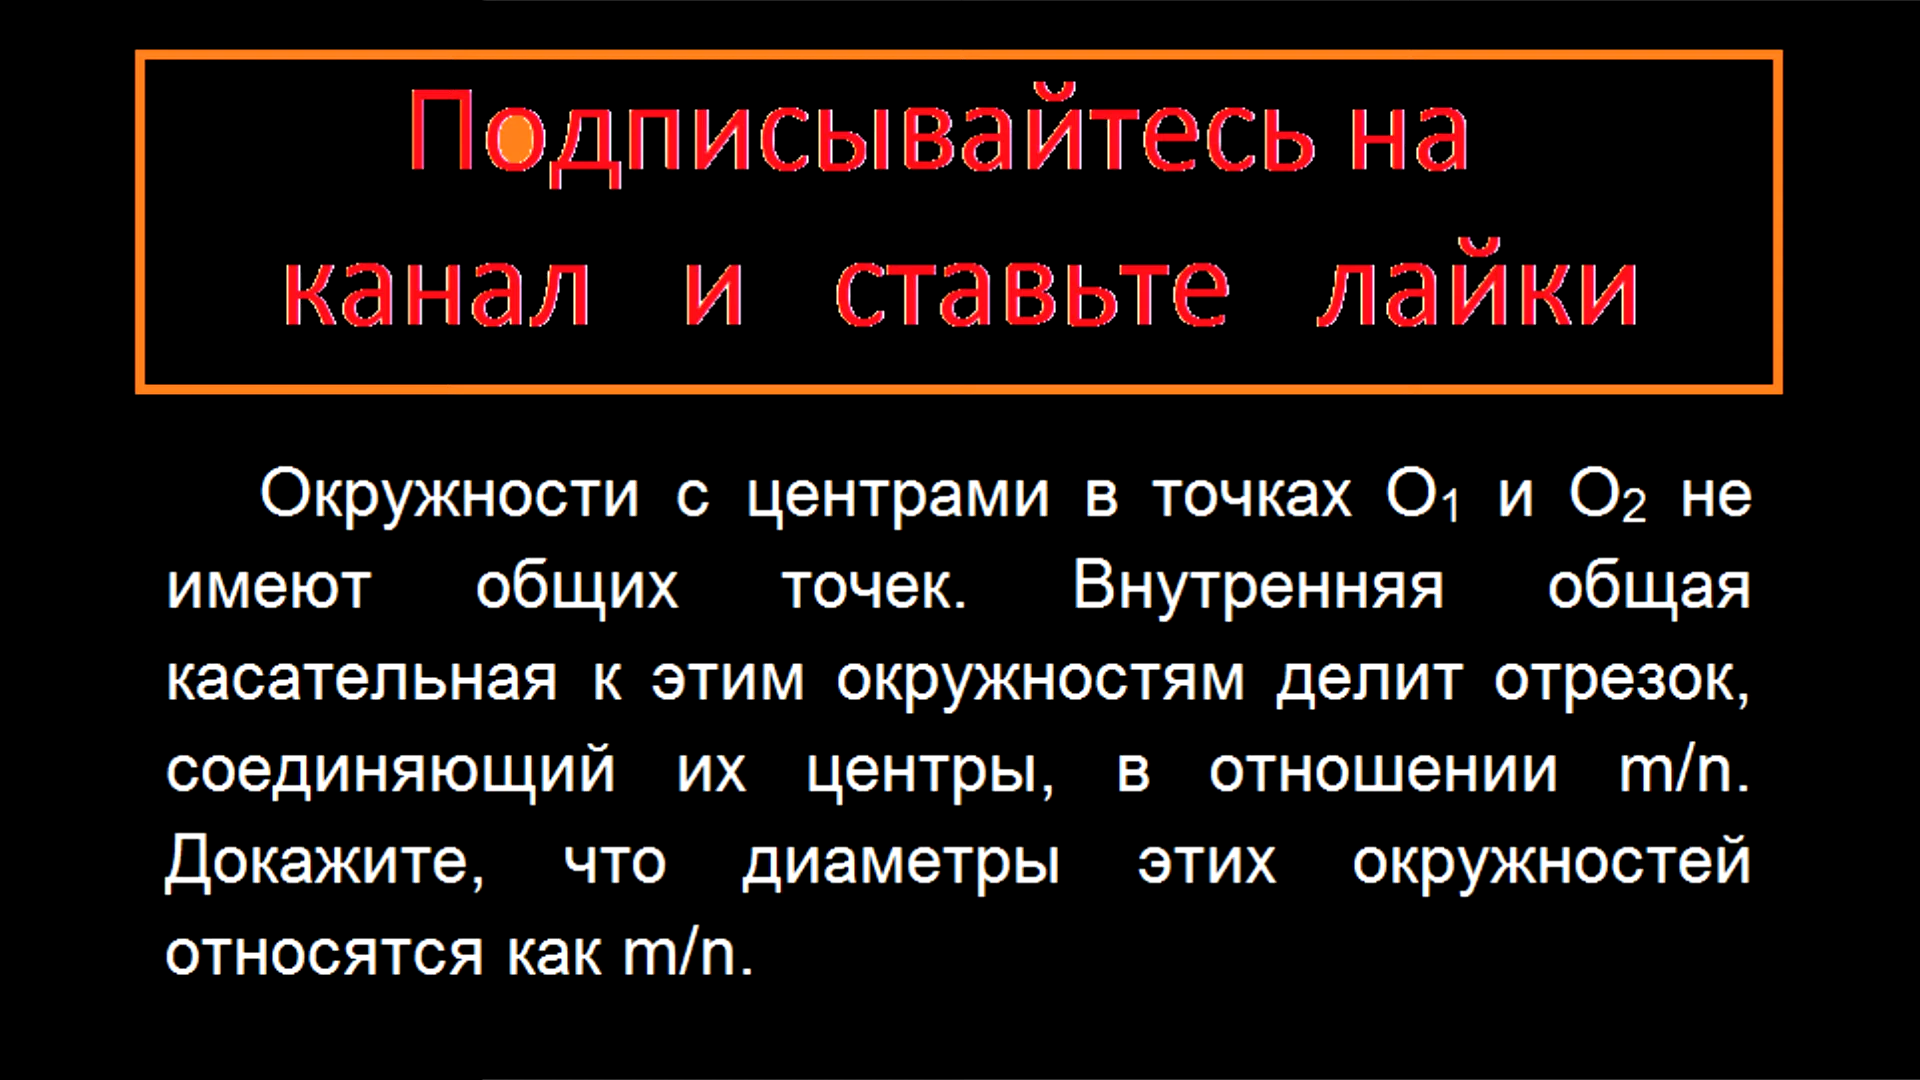 Подписывайтесь на
канал и ставьте лайки
Окружности с центрами в точках O₁ и O₂ не
имеют общих точек. Внутренняя общая
касательная к этим окружностям делит отрезок,
соединяющий их центры, в отношении m/n.
Докажите, что диаметры этих окружностей
относятся как m/n.